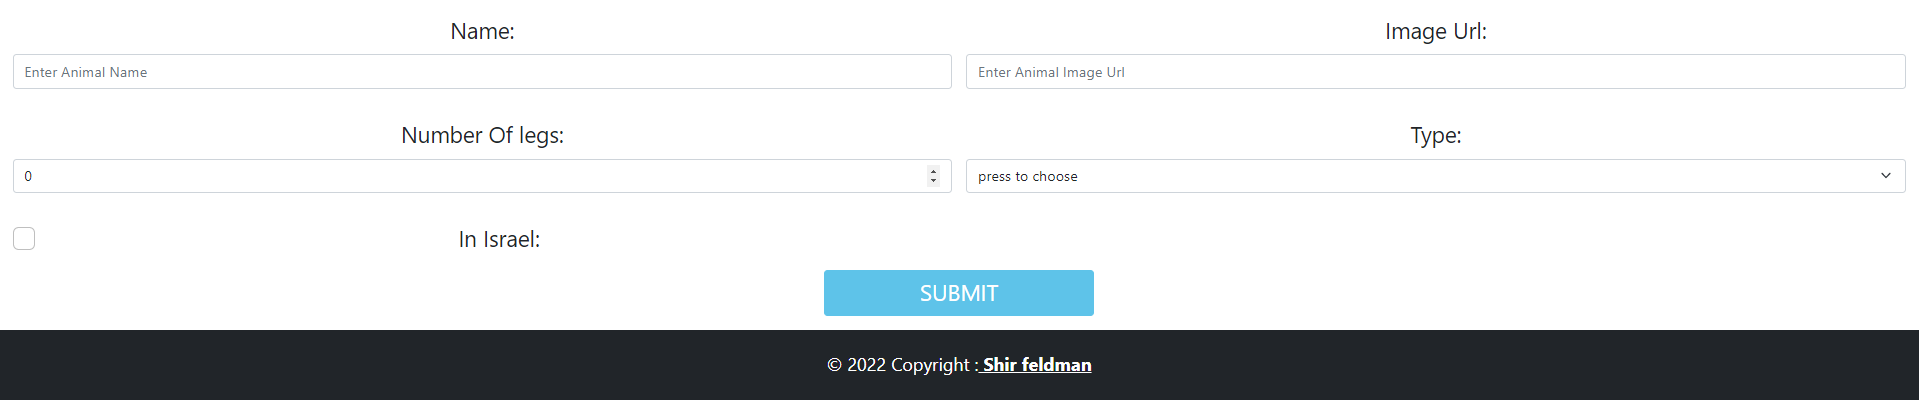 Name:
Image Url:
Enter Animal Name
Enter Animal Image Url
Number Of legs:
Type:
0
press to choose
In Israel:
SUBMIT
© 2022 Copyright : Shir feldman